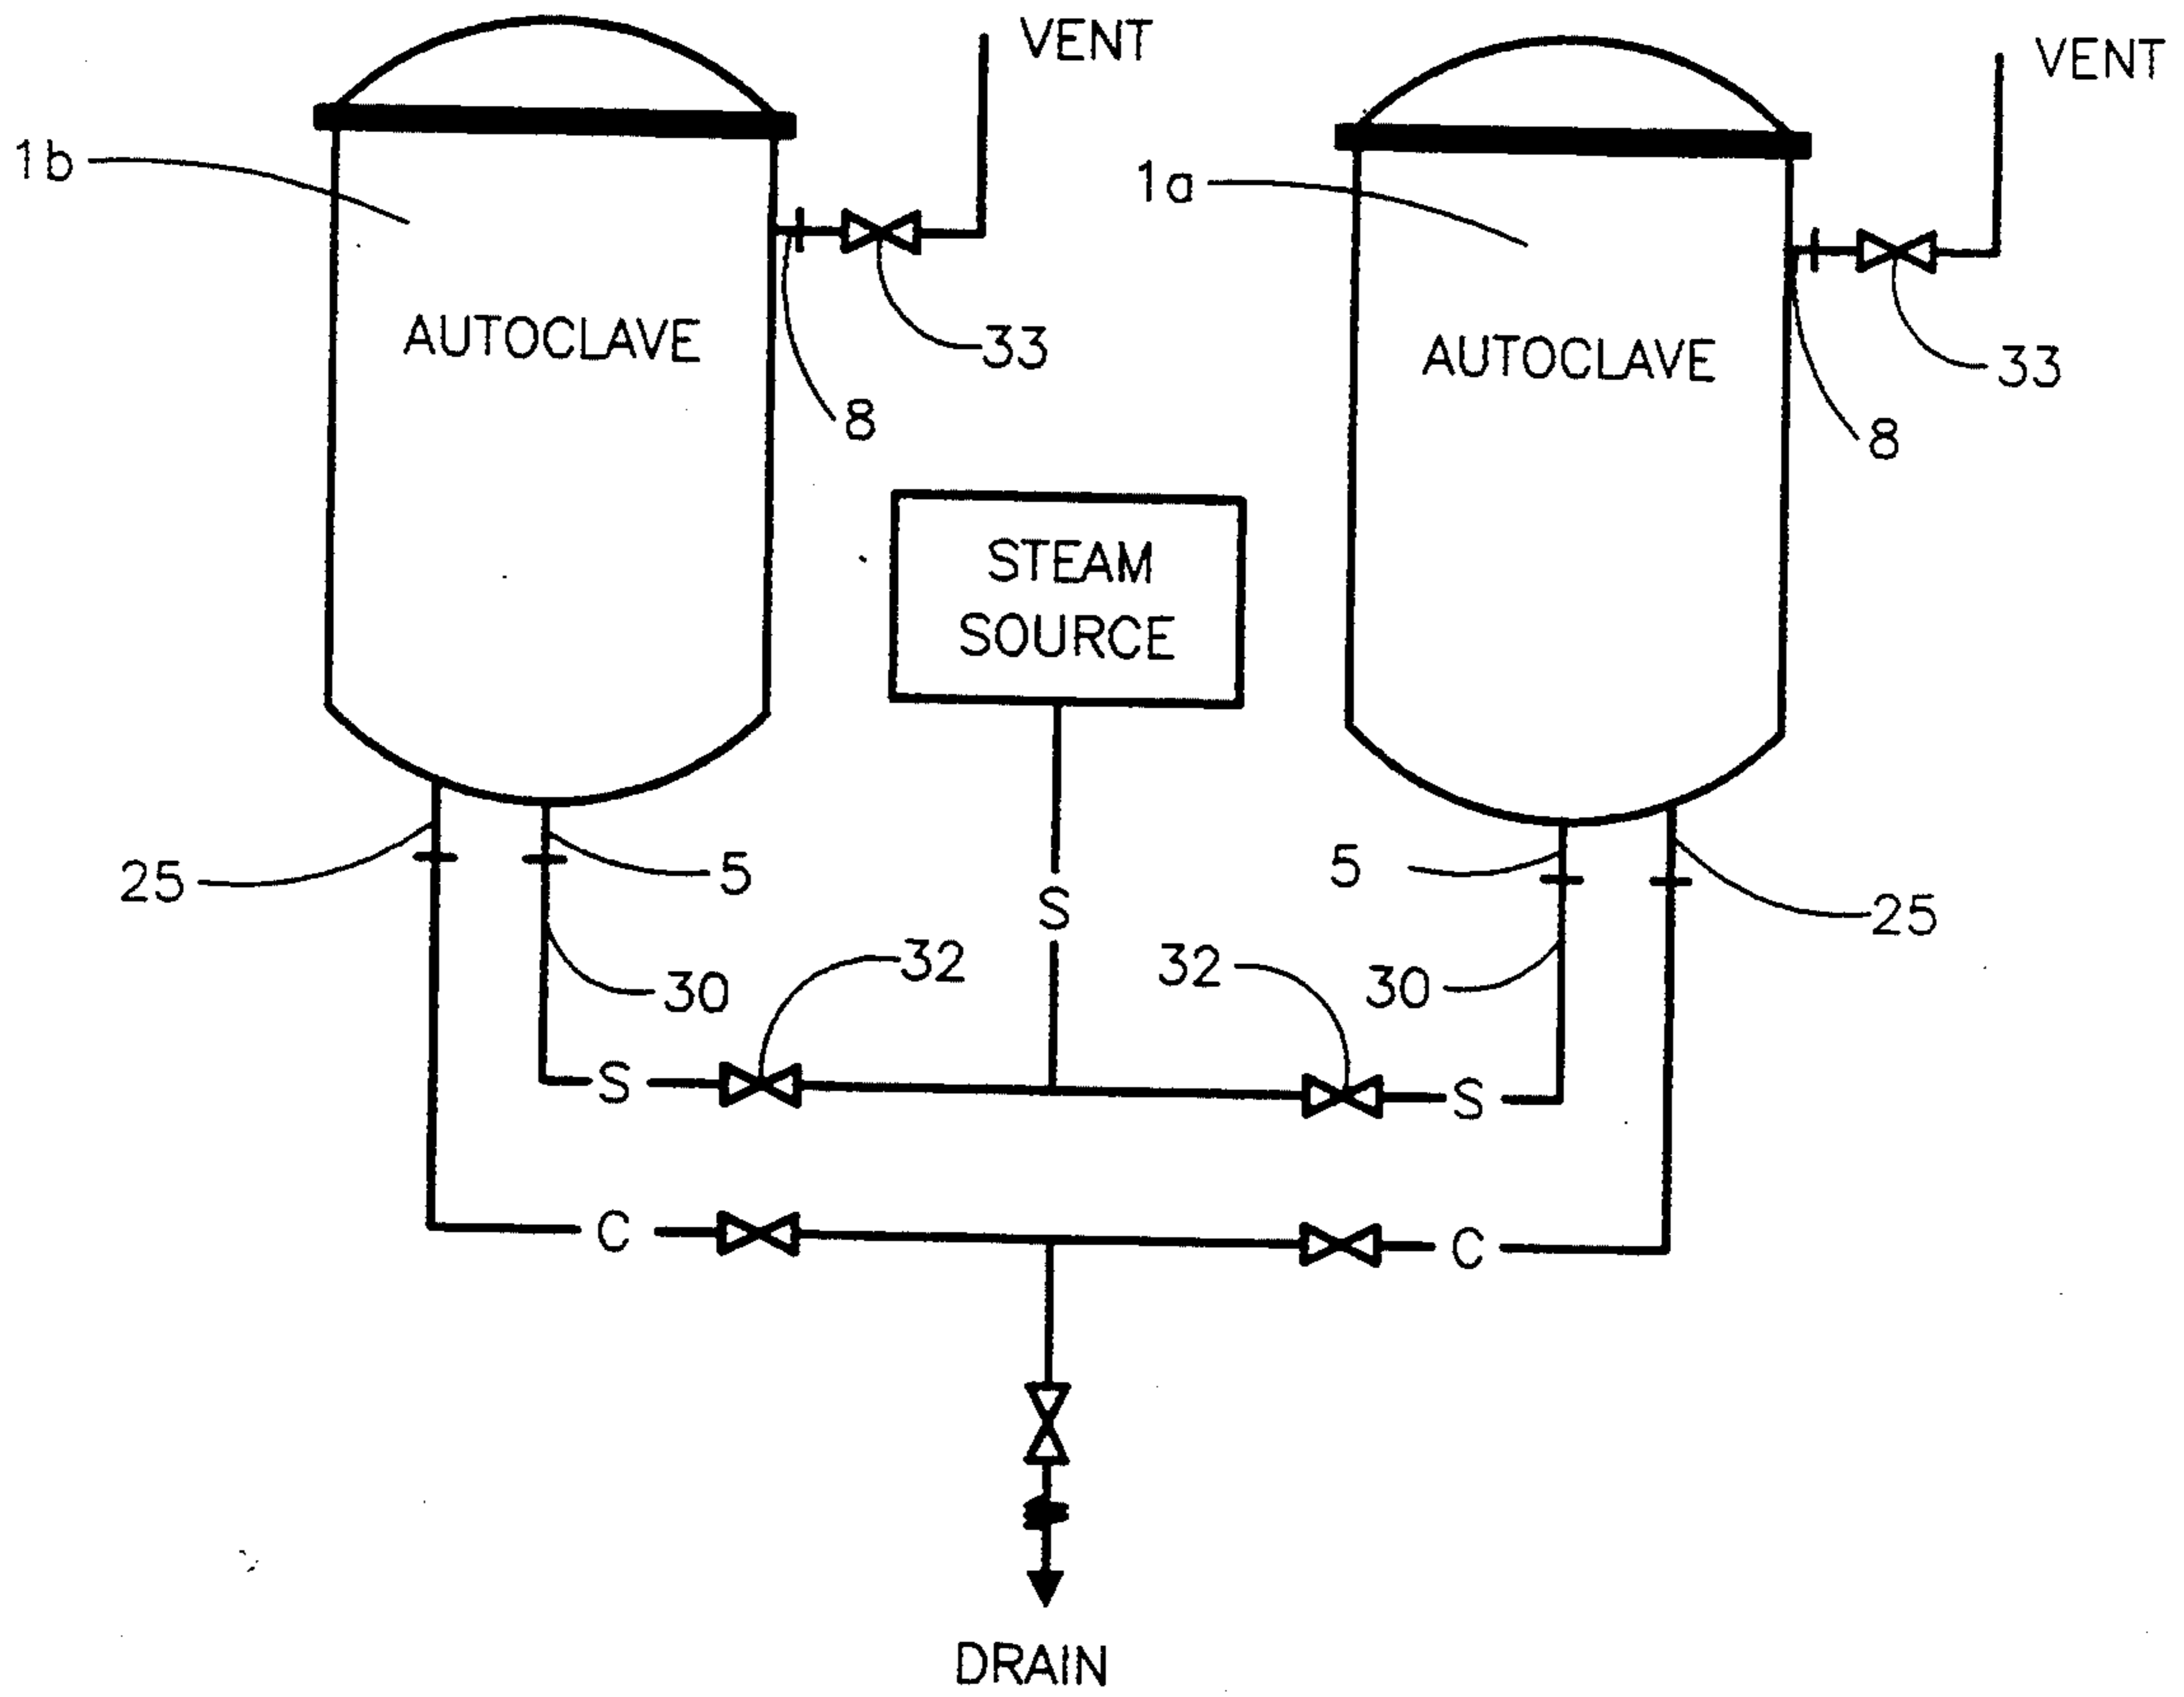 VENT
VENT
1b
1a
AUTOCLAVE
33
AUTOCLAVE
33
8
8
STEAM
SOURCE
25
5
5
25
S
30
32
32
30
S
S
C
C
DRAIN